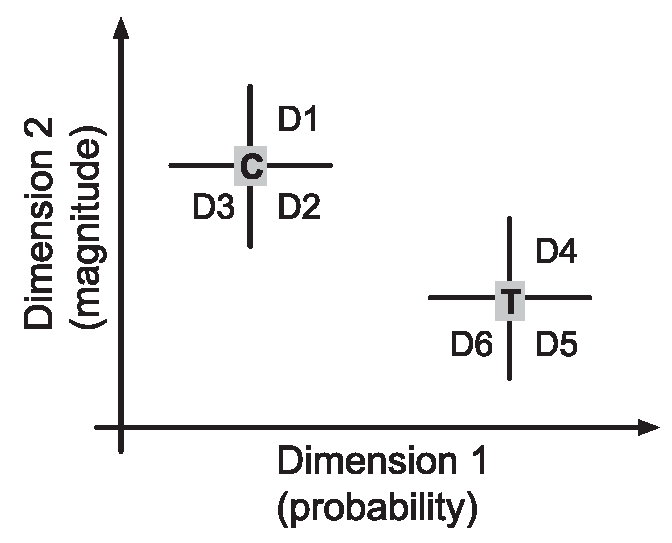 Dimension 2
(magnitude)
D1
C
D3 D2
D4
T
D6 D5
Dimension 1
(probability)